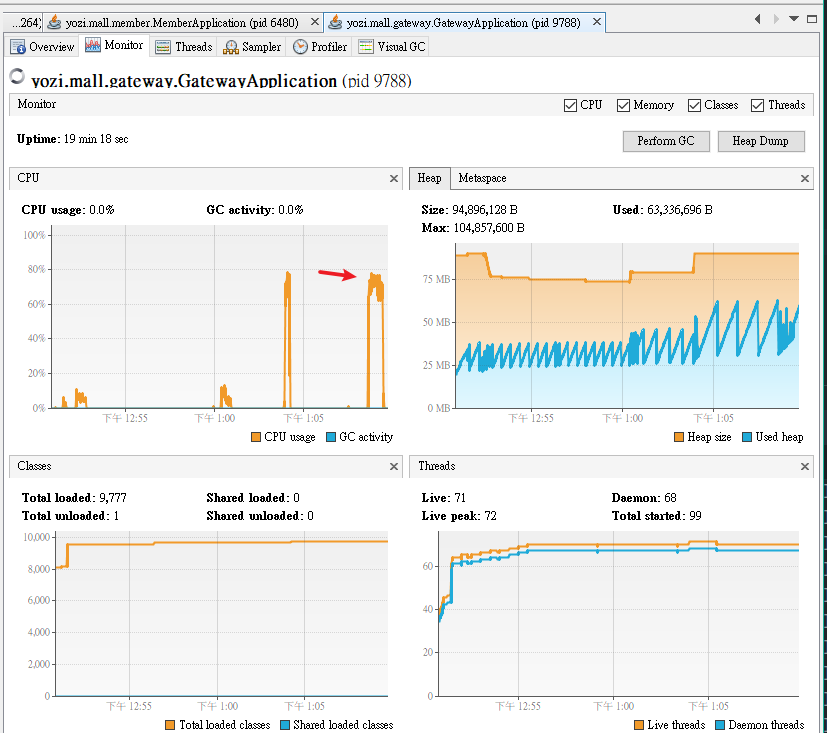 ...264) yozi.mall.member.MemberApplication (pid 6480) yozi.mall.gateway.GatewayApplication (pid 9788)
Overview Monitor Threads Sampler Profiler Visual GC
yozi.mall.gateway.GatewayApplication (pid 9788)
Monitor CPU Memory Classes Threads
Uptime: 19 min 18 sec Perform GC Heap Dump
CPU
CPU usage: 0.0% GC activity: 0.0%
100%
80%
60%
40%
20%
0%
下午 12:55 下午 1:00 下午 1:05
CPU usage GC activity
Heap Metaspace
Size: 94,896,128 B Used: 63,336,696 B
Max: 104,857,600 B
75 MB
50 MB
25 MB
0 MB
下午 12:55 下午 1:00 下午 1:05
Heap size Used heap
Classes
Total loaded: 9,777 Shared loaded: 0
Total unloaded: 1 Shared unloaded: 0
10,000
8,000
6,000
4,000
2,000
0
下午 12:55 下午 1:00 下午 1:05
Total loaded classes Shared loaded classes
Threads
Live: 71 Daemon: 68
Live peak: 72 Total started: 99
60
40
20
0
下午 12:55 下午 1:00 下午 1:05
Live threads Daemon threads